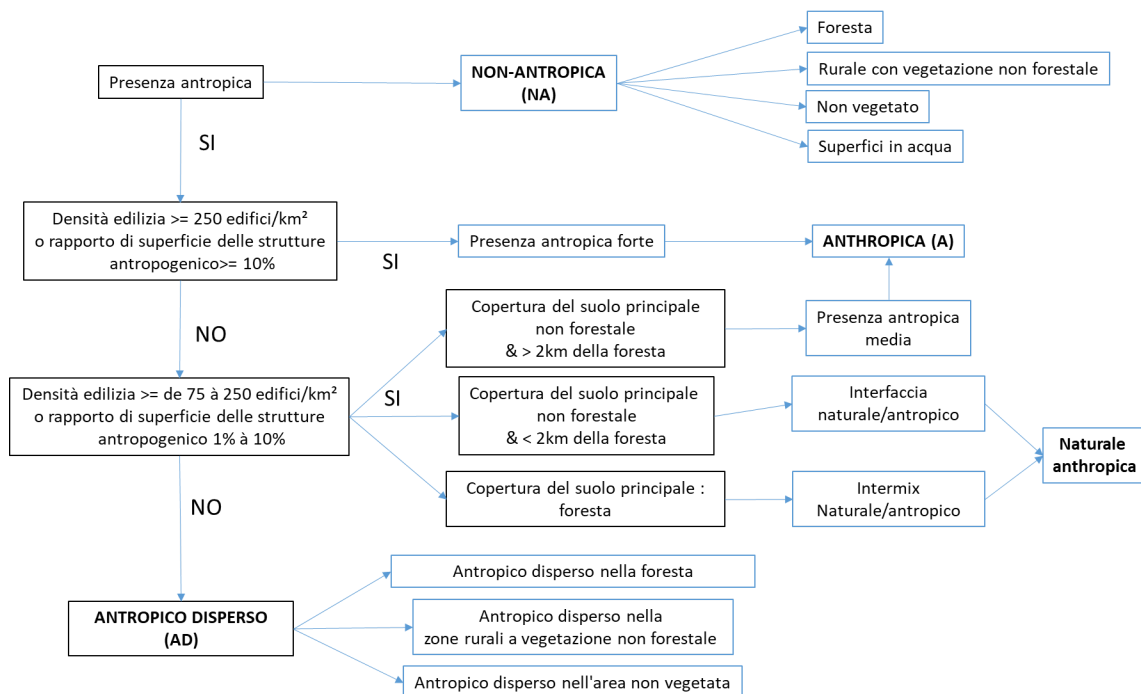 Foresta
Presenza antropica
NON-ANTROPICA
(NA)
Rurale con vegetazione non forestale
Non vegetato
Superfici in acqua
SI
Densità edilizia >= 250 edifici/km²
o rapporto di superficie delle strutture
antropogenico>= 10%
SI
Presenza antropica forte
ANTHROPICA (A)
NO
Copertura del suolo principale
non forestale
& > 2km della foresta
Presenza antropica
media
Densità edilizia >= de 75 à 250 edifici/km²
o rapporto di superficie delle strutture
antropogenico 1% à 10%
SI
Copertura del suolo principale
non forestale
& < 2km della foresta
Interfaccia
naturale/antropico
Naturale
anthropica
Copertura del suolo principale :
foresta
Intermix
Naturale/antropico
NO
ANTROPICO DISPERSO
(AD)
Antropico disperso nella foresta
Antropico disperso nella
zone rurali a vegetazione non forestale
Antropico disperso nell'area non vegetata